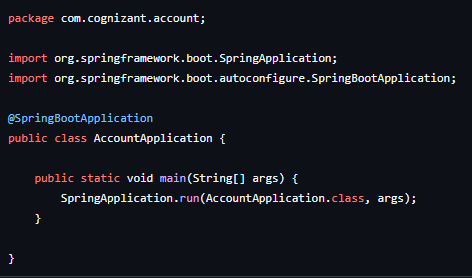 package com.cognizant.account;
import org.springframework.boot.SpringApplication;
import org.springframework.boot.autoconfigure.SpringBootApplication;
@SpringBootApplication
public class AccountApplication {
public static void main(String[] args) {
SpringApplication.run(AccountApplication.class, args);
}
}